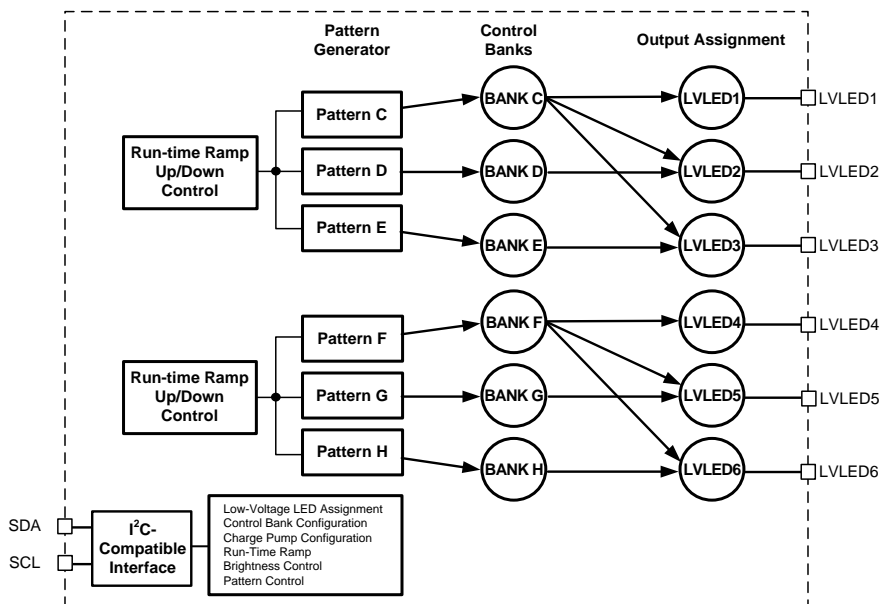 Pattern
Generator
Control
Banks
Output Assignment
Run-time Ramp
Up/Down
Control
Pattern C
Pattern D
Pattern E
BANK C
BANK D
BANK E
LVLED1
LVLED2
LVLED3
LVLED1
LVLED2
LVLED3
Run-time Ramp
Up/Down
Control
Pattern F
Pattern G
Pattern H
BANK F
BANK G
BANK H
LVLED4
LVLED5
LVLED6
LVLED4
LVLED5
LVLED6
SDA
SCL
I²C-
Compatible
Interface
Low-Voltage LED Assignment
Control Bank Configuration
Charge Pump Configuration
Run-Time Ramp
Brightness Control
Pattern Control